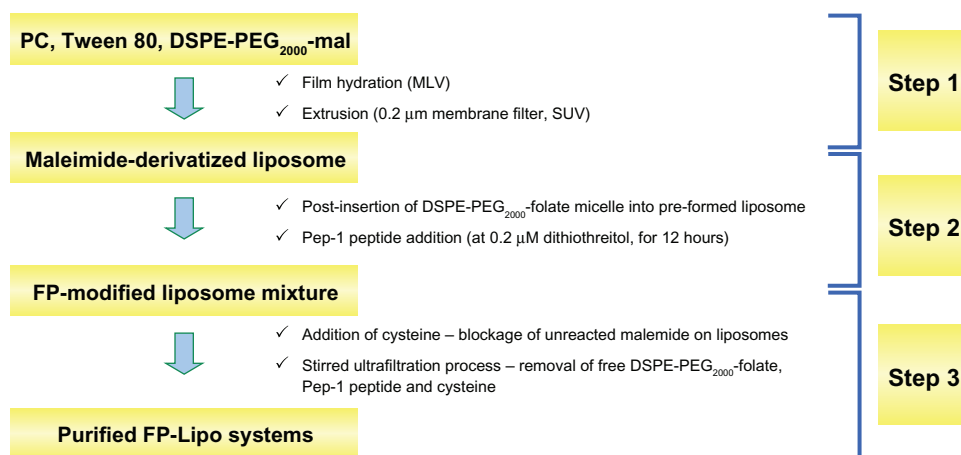 PC, Tween 80, DSPE-PEG2000-mal
✓ Film hydration (MLV)
✓ Extrusion (0.2 μm membrane filter, SUV)
Step 1
Maleimide-derivatized liposome
✓ Post-insertion of DSPE-PEG2000-folate micelle into pre-formed liposome
✓ Pep-1 peptide addition (at 0.2 μM dithiothreitol, for 12 hours)
Step 2
FP-modified liposome mixture
✓ Addition of cysteine – blockage of unreacted malemide on liposomes
✓ Stirred ultrafiltration process – removal of free DSPE-PEG2000-folate,
Pep-1 peptide and cysteine
Step 3
Purified FP-Lipo systems